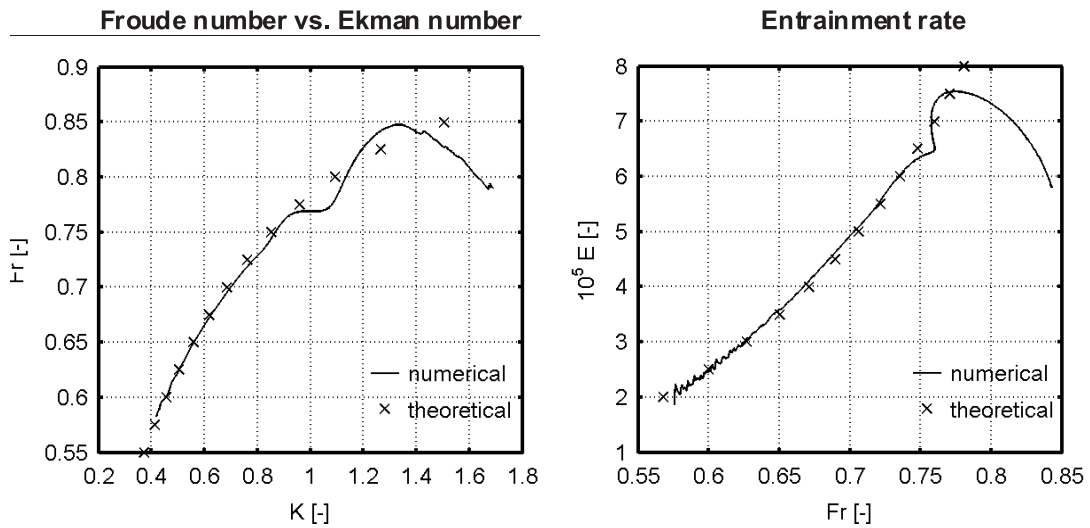 Froude number vs. Ekman number
Entrainment rate
0.9
0.85
0.8
0.75
0.7
0.65
0.6
0.55
Fr [-]
numerical
theoretical
0.2 0.4 0.6 0.8 1 1.2 1.4 1.6 1.8
K [-]
8
7
6
5
4
3
2
1
10⁵ E [-]
numerical
theoretical
0.55 0.6 0.65 0.7 0.75 0.8 0.85
Fr [-]